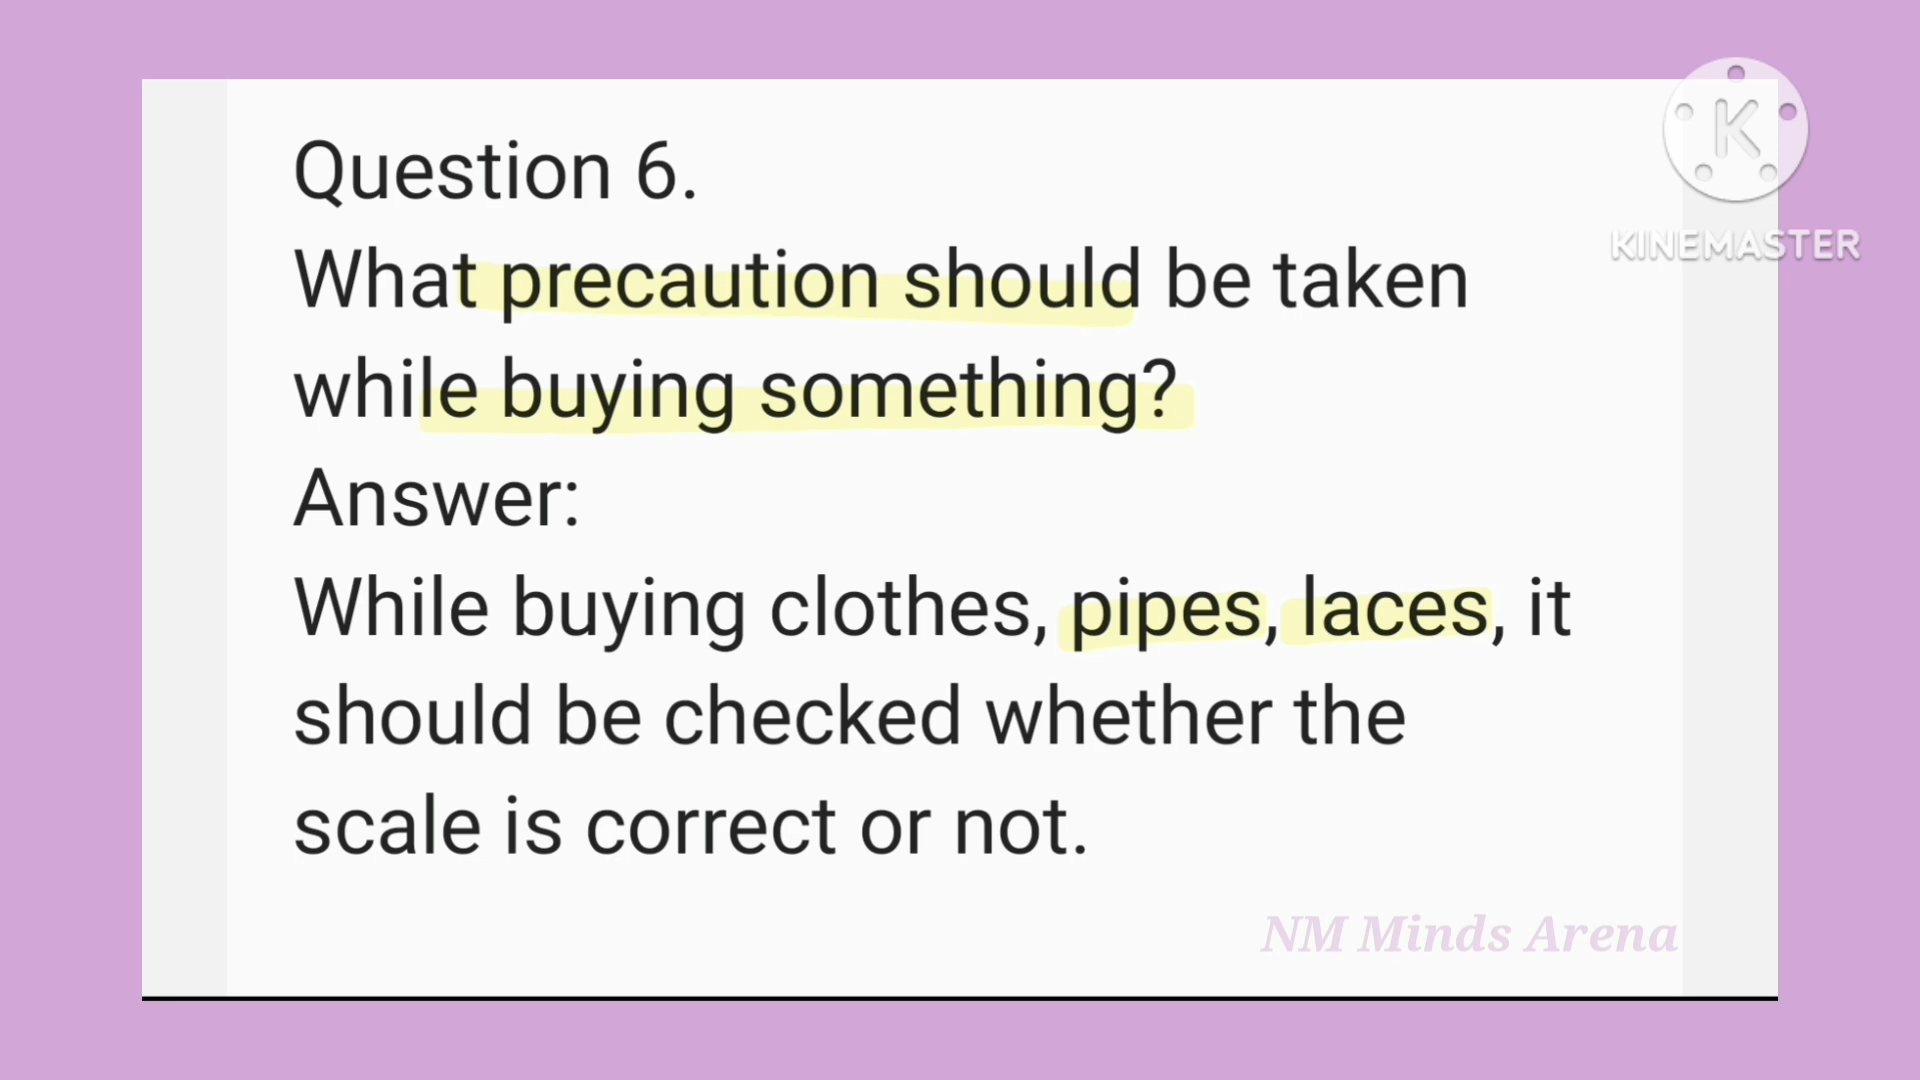 K
KINEMASTER
Question 6.
What precaution should be taken
while buying something?
Answer:
While buying clothes, pipes, laces, it
should be checked whether the
scale is correct or not.
NM Minds Arena